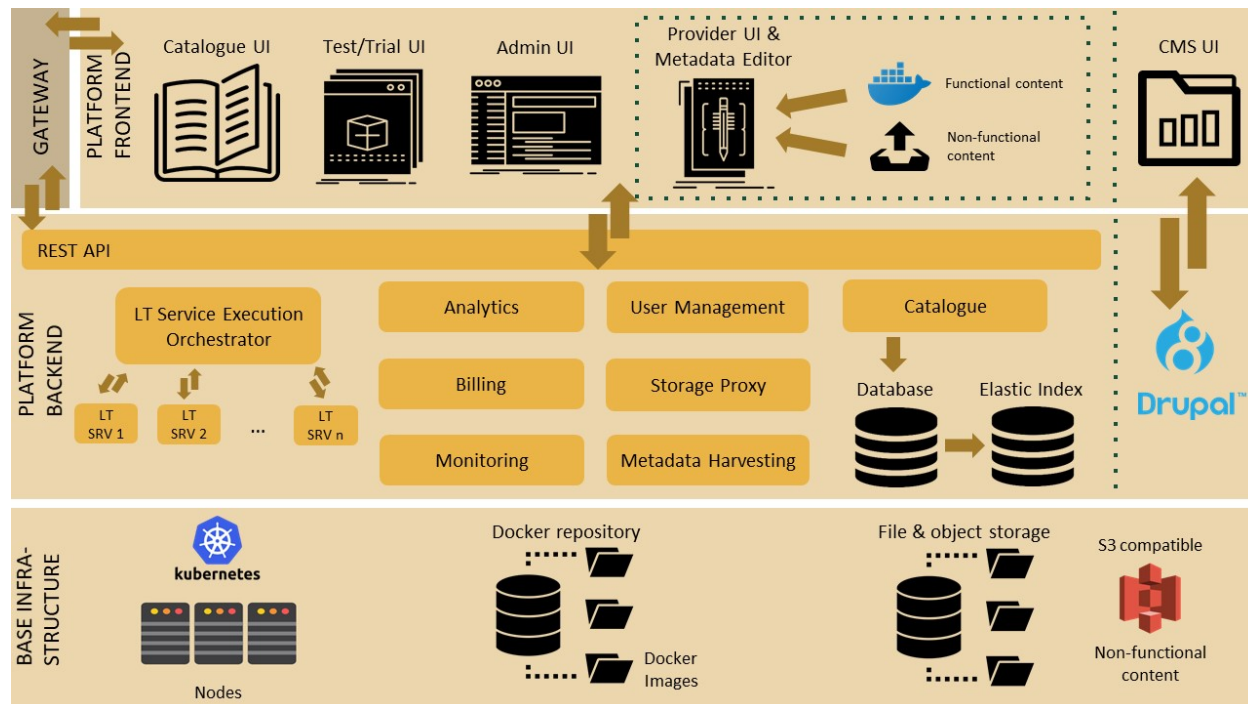 GATEWAY
PLATFORM
FRONTEND
Catalogue UI
Test/Trial UI
Admin UI
Provider UI &
Metadata Editor
Functional content
Non-functional
content
CMS UI
PLATFORM
BACKEND
REST API
LT Service Execution
Orchestrator
LT
SRV 1
LT
SRV 2
...
LT
SRV n
Analytics
User Management
Catalogue
Billing
Storage Proxy
Database
Elastic Index
Monitoring
Metadata Harvesting
Drupal™
BASE INFRA-
STRUCTURE
kubernetes
Nodes
Docker repository
Docker
Images
File & object storage
S3 compatible
Non-functional
content